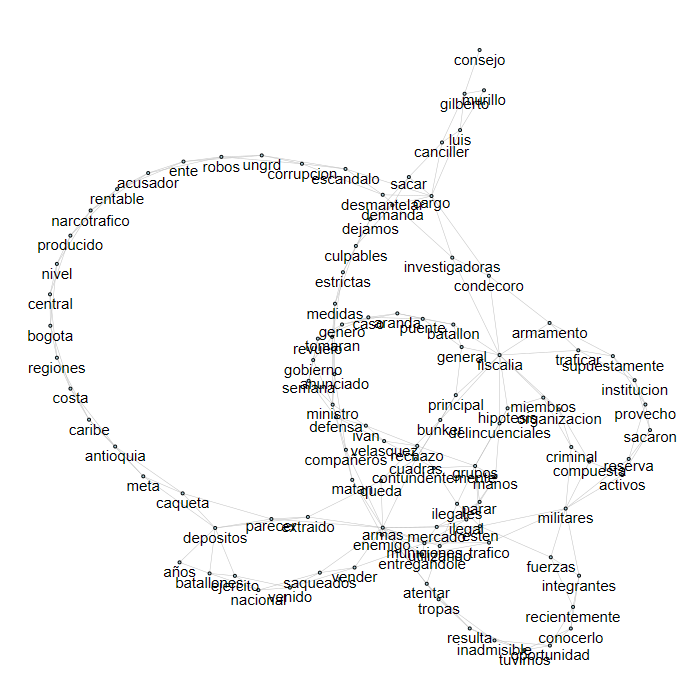 consejo
murillo
gilberto
luis
canciller
ungrd
robos
ente
corrupcion
escandalo
acusador
sacar
rentable
desmantelar
cargo
demanda
narcotrafico
dejamos
producido
culpables
investigadoras
nivel
estrictas
condecoro
central
medidas
caso
aranda
genero
puente
batallon
armamento
bogota
tomaran
revuelo
general
traficar
fiscalia
supuestamente
regiones
gobierno
semana
anunciado
institucion
costa
principal
miembros
ministro
hipotesis
organizacion
provecho
caribe
defensa
bunker
delincuenciales
ivan
sacaron
velasquez
antioquia
rechazo
criminal
compañeros
cuadras
grupos
compuesta
reserva
contundentemente
meta
matan
queda
manos
activos
caqueta
ilegales
parar
militares
parecer
extraido
ilegal
depositos
armas
mercado
esten
enemigo
municiones
trafico
utilizando
entregandole
fuerzas
años
batallones
ejercito
saqueados
vender
integrantes
nacional
venido
atentar
tropas
recientemente
resulta
conocerlo
inadmisible
oportunidad
tuvimos